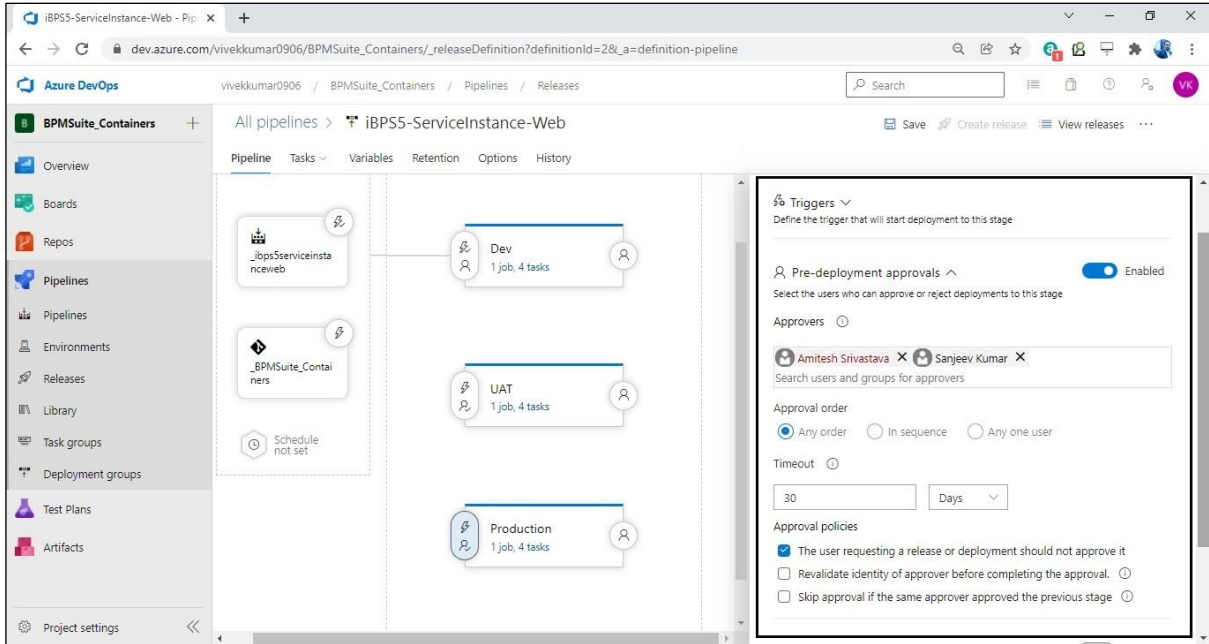 iBPS5-ServiceInstance-Web - Pip
dev.azure.com/vivekkumar0906/BPMSuite_Containers/_releaseDefinition?definitionId=2&_a=definition-pipeline
Azure DevOps
vivekkumar0906 / BPMSuite_Containers / Pipelines / Releases
Search
VK
B BPMSuite_Containers
All pipelines > iBPS5-ServiceInstance-Web
Save Create release View releases ...
Pipeline Tasks Variables Retention Options History
Overview
Boards
Repos
Pipelines
Pipelines
Environments
Releases
Library
Task groups
Deployment groups
Test Plans
Artifacts
Project settings
_ibps5serviceinsta
nceweb
_BPMSuite_Contai
ners
Schedule
not set
Dev
1 job, 4 tasks
UAT
1 job, 4 tasks
Production
1 job, 4 tasks
Triggers
Define the trigger that will start deployment to this stage
Pre-deployment approvals Enabled
Select the users who can approve or reject deployments to this stage
Approvers
Amitesh Srivastava Sanjeev Kumar
Search users and groups for approvers
Approval order
Any order In sequence Any one user
Timeout
30 Days
Approval policies
The user requesting a release or deployment should not approve it
Revalidate identity of approver before completing the approval.
Skip approval if the same approver approved the previous stage